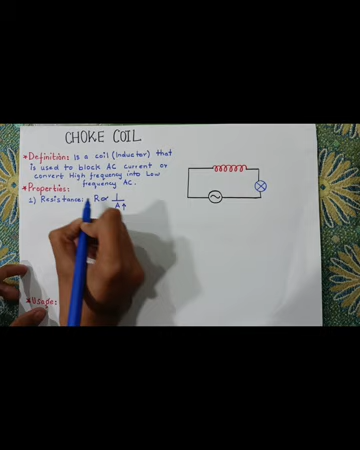 CHOKE COIL
*Definition: Is a coil (Inductor) that
is used to block AC current or
convert High frequency into Low
frequency AC.
*Properties:
1) Resistance: R∝ 1/A↑
*Usage: